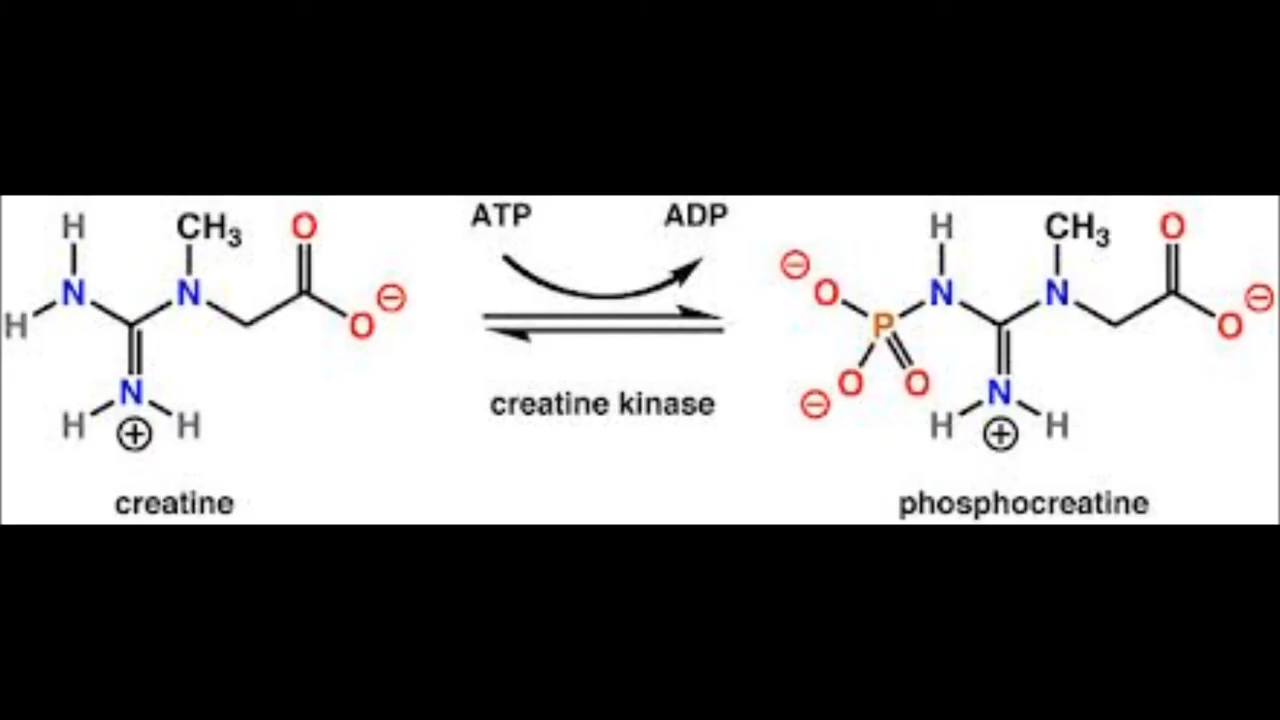 H
CH₃
O
ATP
ADP
⊖
H
CH₃
O
N
N
⊖
O
N
N
⊖
H
O
P
O
N
O
O
N
H
H
⊖
H
H
⊕
creatine kinase
⊕
creatine
phosphocreatine